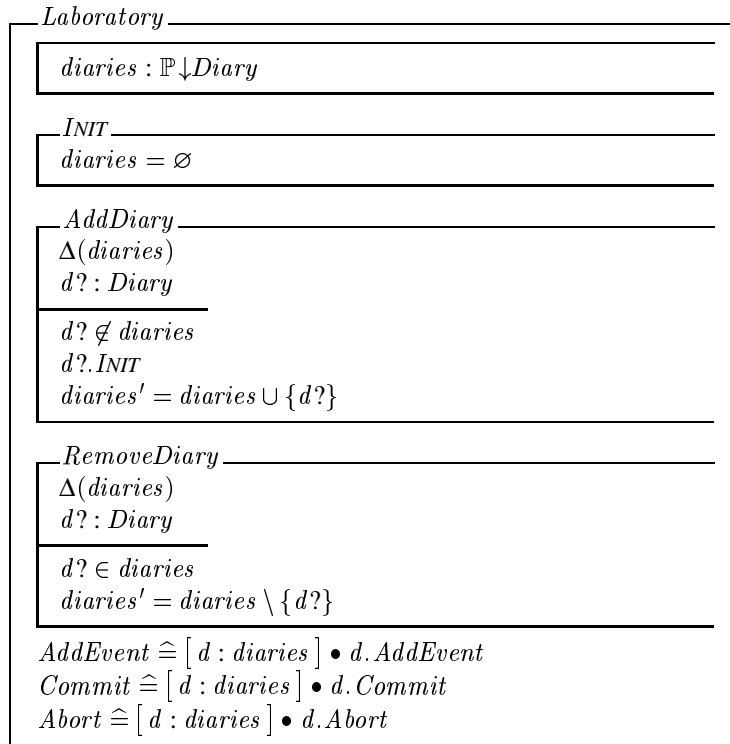 Laboratory
diaries : ℙ ↓Diary
INIT
diaries = ∅
AddDiary
Δ(diaries)
d? : Diary
d? ∉ diaries
d?.INIT
diaries′ = diaries ∪ {d?}
RemoveDiary
Δ(diaries)
d? : Diary
d? ∈ diaries
diaries′ = diaries \ {d?}
AddEvent ≙ [ d : diaries ] • d.AddEvent
Commit ≙ [ d : diaries ] • d.Commit
Abort ≙ [ d : diaries ] • d.Abort